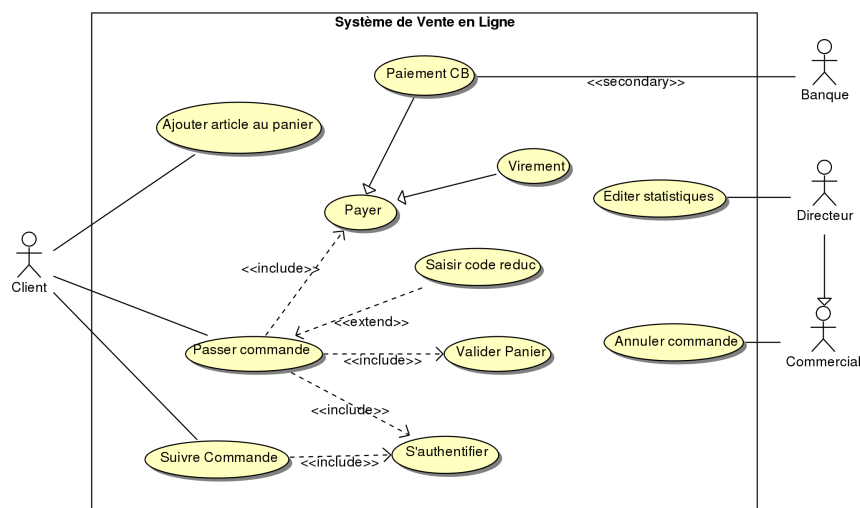 Système de Vente en Ligne
Paiement CB
<<secondary>>
Banque
Ajouter article au panier
Virement
Editer statistiques
Payer
Directeur
Client
<<include>>
Saisir code reduc
<<extend>>
Passer commande
<<include>>
Valider Panier
Annuler commande
Commercial
<<include>>
Suivre Commande
<<include>>
S'authentifier